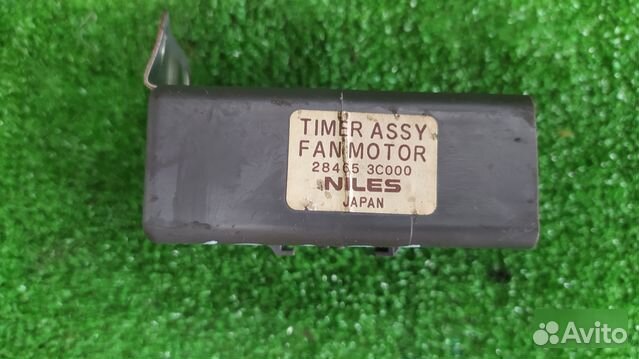 TIMER ASSY
FAN MOTOR
28465 3C000
NILES
JAPAN
Avito